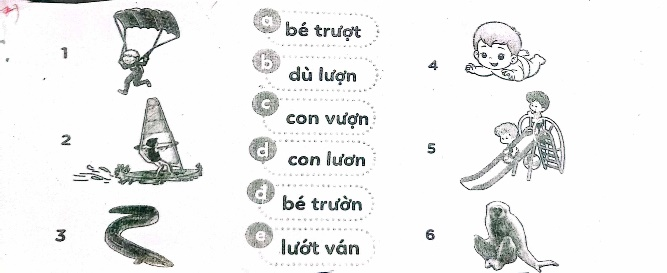 a bé trượt
1
b dù lượn
4
c con vượn
2
d con lươn
5
đ bé trườn
3
e lướt ván
6